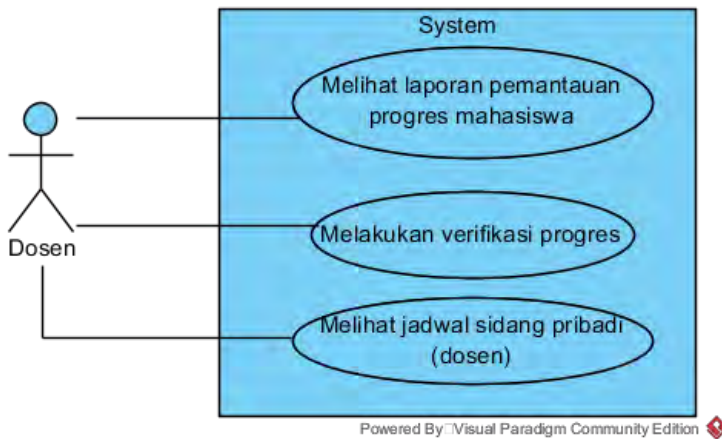 System
Melihat laporan pemantauan
progres mahasiswa
Dosen
Melakukan verifikasi progres
Melihat jadwal sidang pribadi
(dosen)
Powered By□Visual Paradigm Community Edition